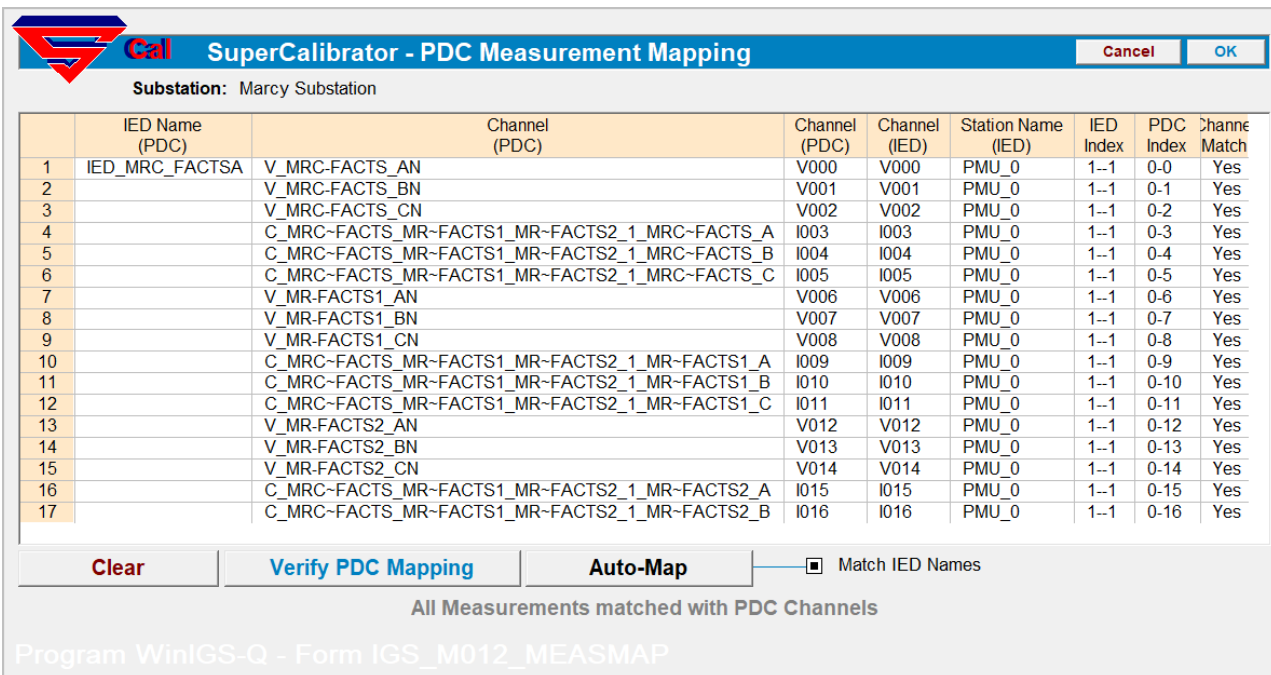 Cal SuperCalibrator - PDC Measurement Mapping Cancel OK
Substation: Marcy Substation
IED Name Channel Channel Channel Station Name IED PDC Channe
(PDC) (PDC) (PDC) (IED) (IED) Index Index Match
1 IED_MRC_FACTSA V_MRC-FACTS_AN V000 V000 PMU_0 1--1 0-0 Yes
2 V_MRC-FACTS_BN V001 V001 PMU_0 1--1 0-1 Yes
3 V_MRC-FACTS_CN V002 V002 PMU_0 1--1 0-2 Yes
4 C_MRC~FACTS_MR~FACTS1_MR~FACTS2_1_MRC~FACTS_A I003 I003 PMU_0 1--1 0-3 Yes
5 C_MRC~FACTS_MR~FACTS1_MR~FACTS2_1_MRC~FACTS_B I004 I004 PMU_0 1--1 0-4 Yes
6 C_MRC~FACTS_MR~FACTS1_MR~FACTS2_1_MRC~FACTS_C I005 I005 PMU_0 1--1 0-5 Yes
7 V_MR-FACTS1_AN V006 V006 PMU_0 1--1 0-6 Yes
8 V_MR-FACTS1_BN V007 V007 PMU_0 1--1 0-7 Yes
9 V_MR-FACTS1_CN V008 V008 PMU_0 1--1 0-8 Yes
10 C_MRC~FACTS_MR~FACTS1_MR~FACTS2_1_MR~FACTS1_A I009 I009 PMU_0 1--1 0-9 Yes
11 C_MRC~FACTS_MR~FACTS1_MR~FACTS2_1_MR~FACTS1_B I010 I010 PMU_0 1--1 0-10 Yes
12 C_MRC~FACTS_MR~FACTS1_MR~FACTS2_1_MR~FACTS1_C I011 I011 PMU_0 1--1 0-11 Yes
13 V_MR-FACTS2_AN V012 V012 PMU_0 1--1 0-12 Yes
14 V_MR-FACTS2_BN V013 V013 PMU_0 1--1 0-13 Yes
15 V_MR-FACTS2_CN V014 V014 PMU_0 1--1 0-14 Yes
16 C_MRC~FACTS_MR~FACTS1_MR~FACTS2_1_MR~FACTS2_A I015 I015 PMU_0 1--1 0-15 Yes
17 C_MRC~FACTS_MR~FACTS1_MR~FACTS2_1_MR~FACTS2_B I016 I016 PMU_0 1--1 0-16 Yes
Clear Verify PDC Mapping Auto-Map Match IED Names
All Measurements matched with PDC Channels
Program WinIGS-Q - Form IGS_M012_MEASMAP